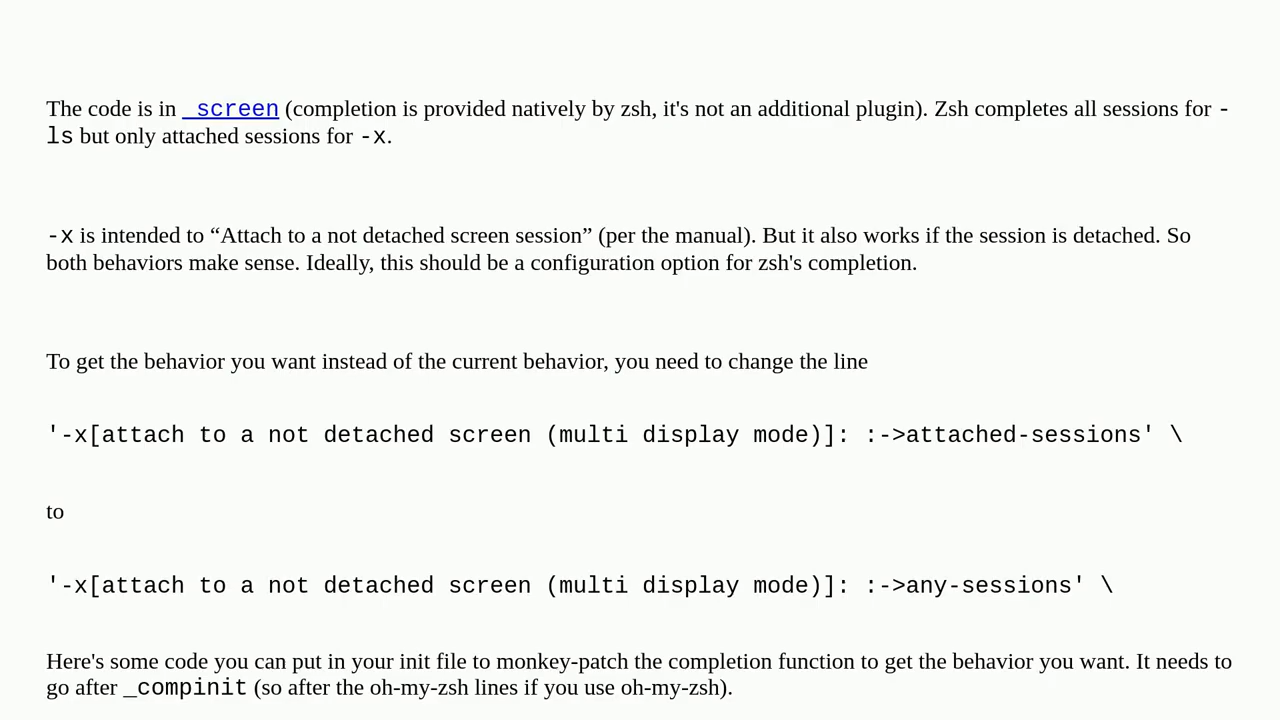 The code is in _screen (completion is provided natively by zsh, it's not an additional plugin). Zsh completes all sessions for -
ls but only attached sessions for -x.
-x is intended to “Attach to a not detached screen session” (per the manual). But it also works if the session is detached. So
both behaviors make sense. Ideally, this should be a configuration option for zsh's completion.
To get the behavior you want instead of the current behavior, you need to change the line
'-x[attach to a not detached screen (multi display mode)]: :->attached-sessions' \
to
'-x[attach to a not detached screen (multi display mode)]: :->any-sessions' \
Here's some code you can put in your init file to monkey-patch the completion function to get the behavior you want. It needs to
go after _compinit (so after the oh-my-zsh lines if you use oh-my-zsh).